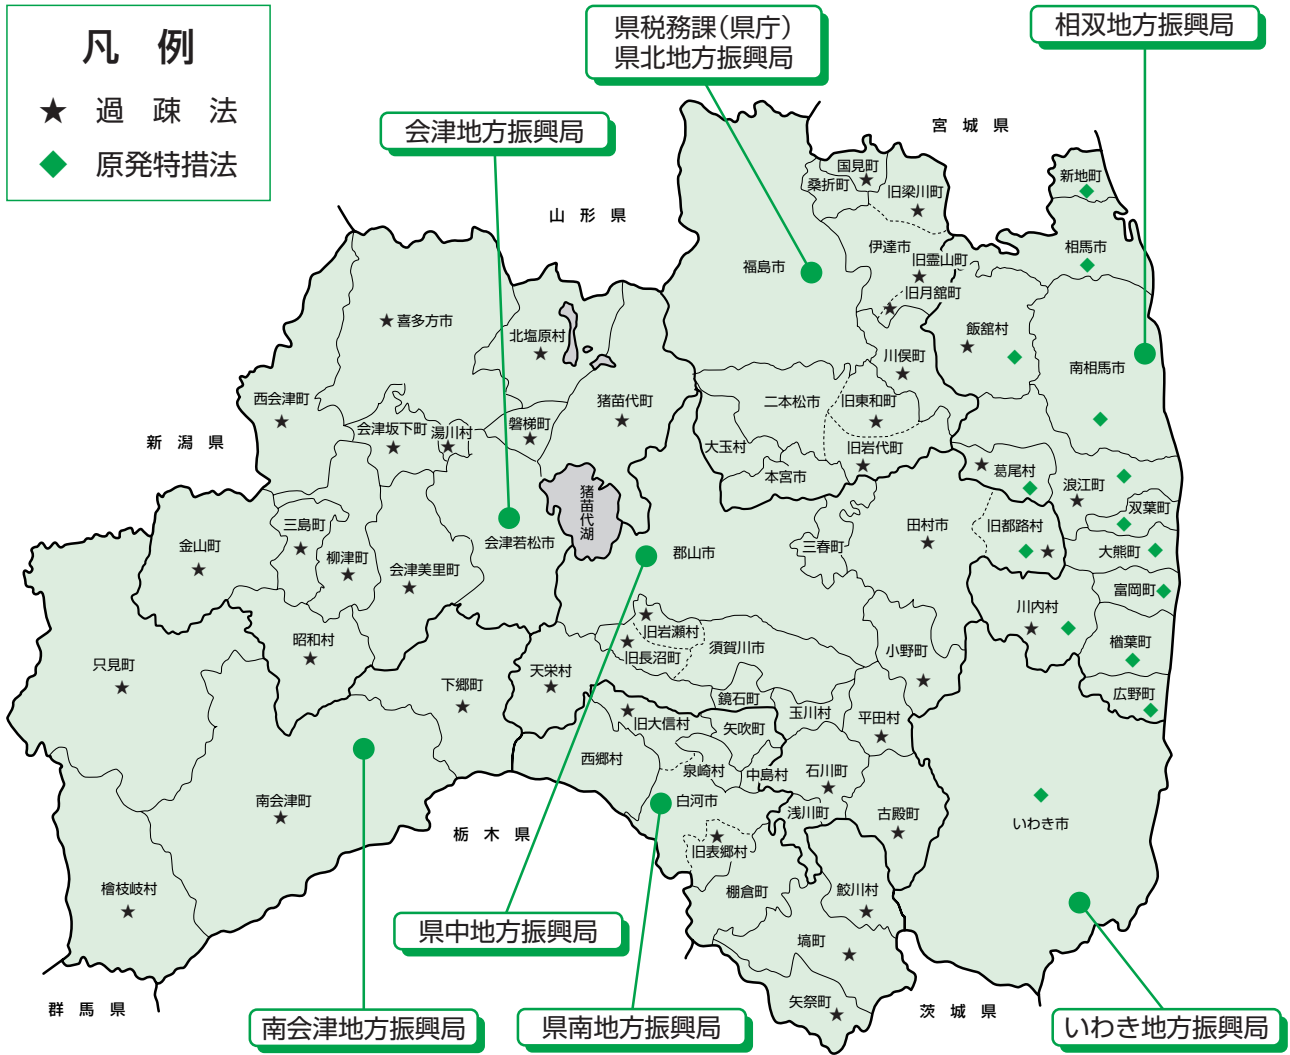 凡 例
★ 過 疎 法
◆ 原発特措法
県税務課(県庁)
県北地方振興局
相双地方振興局
会津地方振興局
宮 城 県
山 形 県
新 潟 県
国見町
桑折町
旧梁川町
新地町
伊達市
旧霊山町
相馬市
福島市
旧月舘町
喜多方市
北塩原村
飯舘村
川俣町
南相馬市
西会津町
猪苗代町
二本松市
旧東和町
会津坂下町
湯川村
磐梯町
大玉村
旧岩代町
本宮市
葛尾村
浪江町
猪苗代湖
双葉町
三島町
田村市
旧都路村
金山町
柳津町
会津若松市
郡山市
三春町
大熊町
会津美里町
富岡町
川内村
昭和村
旧岩瀬村
須賀川市
小野町
楢葉町
只見町
旧長沼町
天栄村
下郷町
鏡石町
玉川村
平田村
広野町
旧大信村
矢吹町
西郷村
泉崎村
中島村
石川町
南会津町
白河市
浅川町
古殿町
いわき市
栃 木 県
旧表郷村
檜枝岐村
棚倉町
鮫川村
県中地方振興局
塙町
矢祭町
群 馬 県
茨 城 県
南会津地方振興局
県南地方振興局
いわき地方振興局